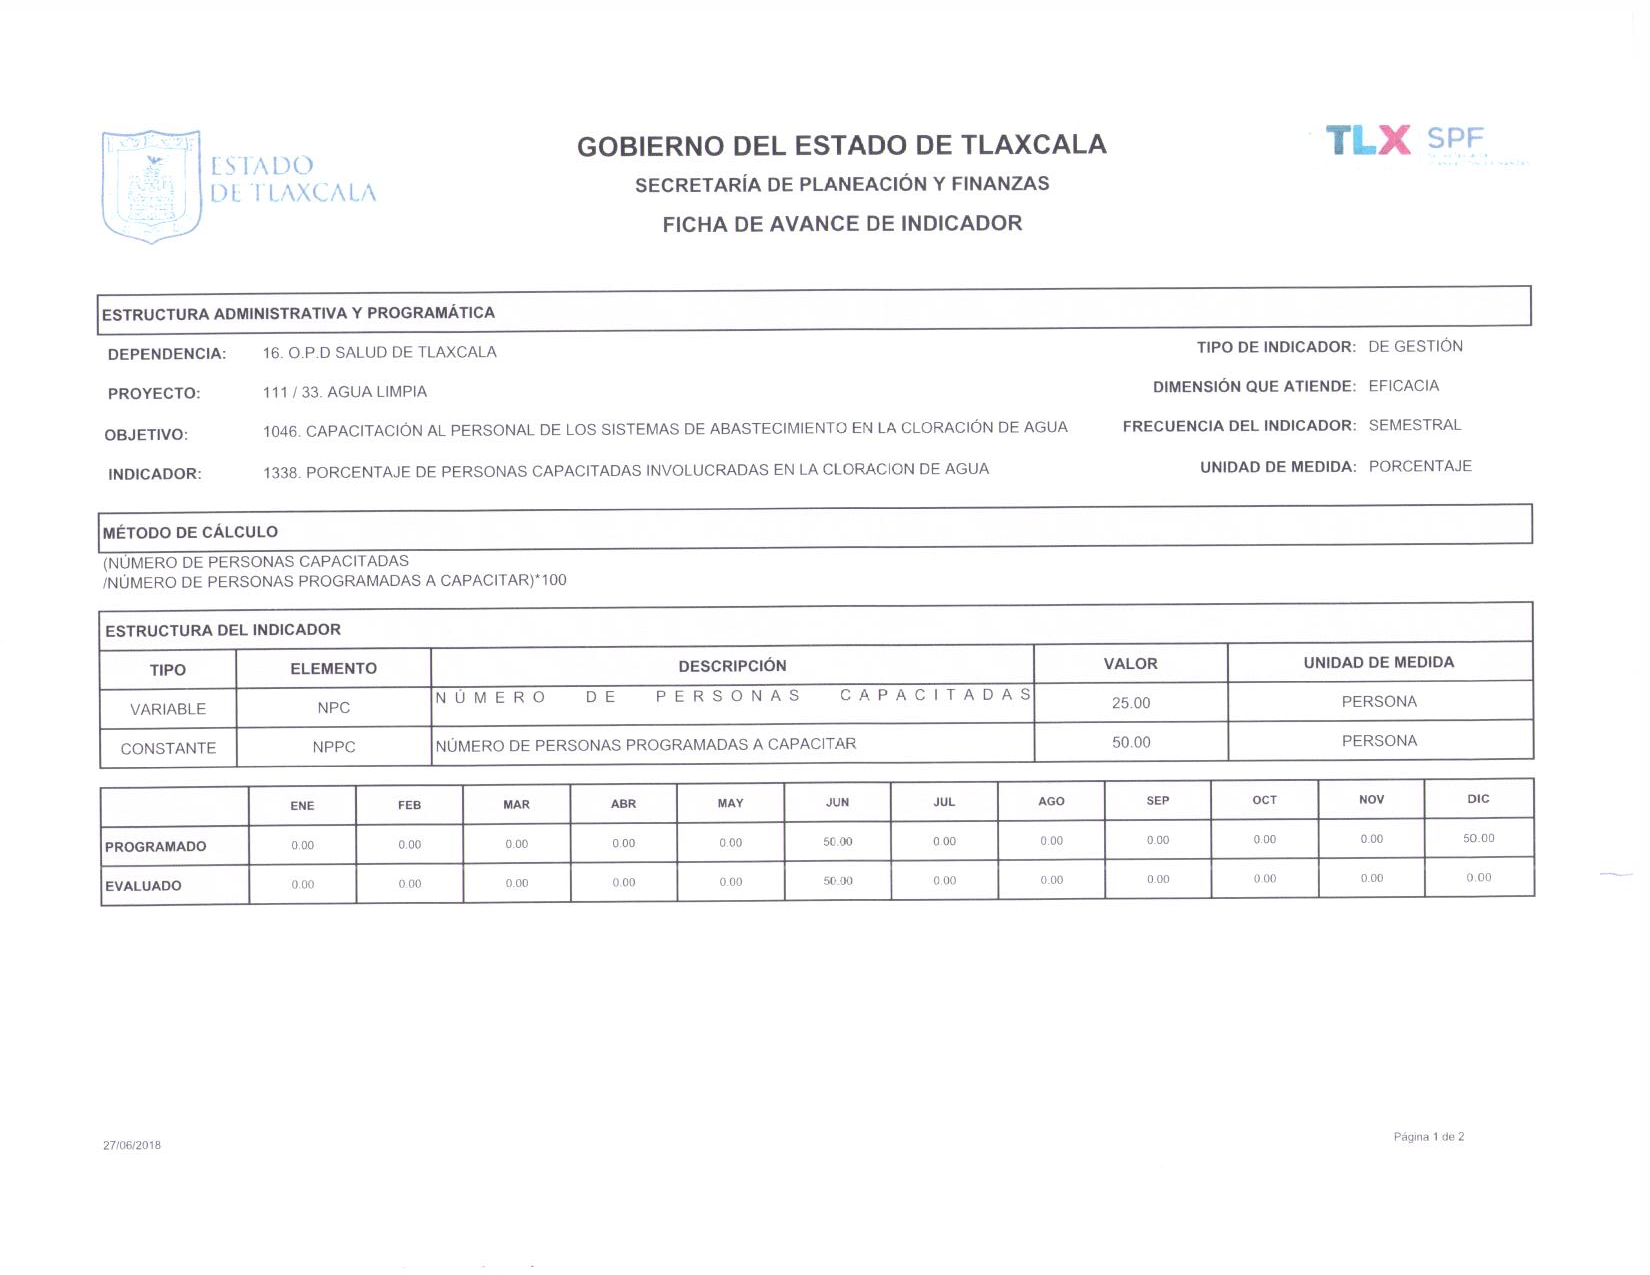 ESTADO
DE TLAXCALA
GOBIERNO DEL ESTADO DE TLAXCALA
SECRETARÍA DE PLANEACIÓN Y FINANZAS
FICHA DE AVANCE DE INDICADOR
TLX SPF
ESTRUCTURA ADMINISTRATIVA Y PROGRAMÁTICA
DEPENDENCIA: 16. O.P.D SALUD DE TLAXCALA TIPO DE INDICADOR: DE GESTIÓN
PROYECTO: 111 / 33. AGUA LIMPIA DIMENSIÓN QUE ATIENDE: EFICACIA
OBJETIVO: 1046. CAPACITACIÓN AL PERSONAL DE LOS SISTEMAS DE ABASTECIMIENTO EN LA CLORACIÓN DE AGUA FRECUENCIA DEL INDICADOR: SEMESTRAL
INDICADOR: 1338. PORCENTAJE DE PERSONAS CAPACITADAS INVOLUCRADAS EN LA CLORACION DE AGUA UNIDAD DE MEDIDA: PORCENTAJE
MÉTODO DE CÁLCULO
(NÚMERO DE PERSONAS CAPACITADAS
/NÚMERO DE PERSONAS PROGRAMADAS A CAPACITAR)*100
ESTRUCTURA DEL INDICADOR
TIPO ELEMENTO DESCRIPCIÓN VALOR UNIDAD DE MEDIDA
VARIABLE NPC NÚMERO DE PERSONAS CAPACITADAS 25.00 PERSONA
CONSTANTE NPPC NÚMERO DE PERSONAS PROGRAMADAS A CAPACITAR 50.00 PERSONA
ENE FEB MAR ABR MAY JUN JUL AGO SEP OCT NOV DIC
PROGRAMADO 0.00 0.00 0.00 0.00 0.00 50.00 0.00 0.00 0.00 0.00 0.00 50.00
EVALUADO 0.00 0.00 0.00 0.00 0.00 50.00 0.00 0.00 0.00 0.00 0.00 0.00
27/06/2018 Página 1 de 2